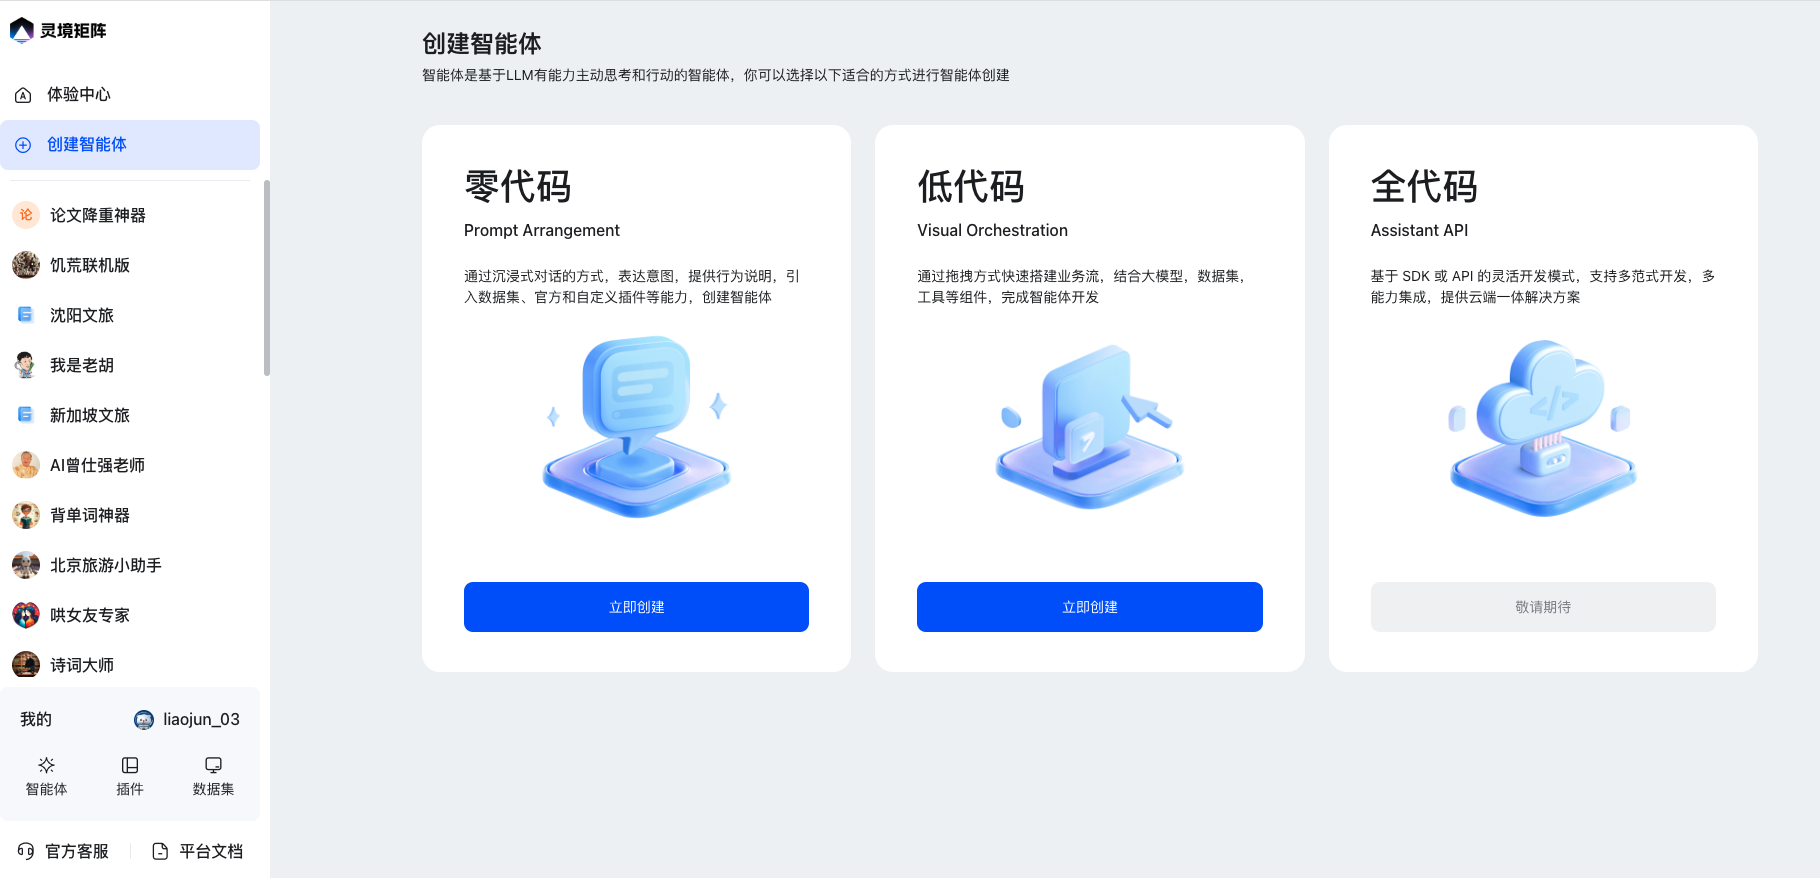 灵境矩阵
体验中心
创建智能体
论 论文降重神器
饥荒联机版
沈阳文旅
我是老胡
新加坡文旅
AI曾仕强老师
背单词神器
北京旅游小助手
哄女友专家
诗词大师
我的 liaojun_03
智能体 插件 数据集
官方客服 平台文档
创建智能体
智能体是基于LLM有能力主动思考和行动的智能体，你可以选择以下适合的方式进行智能体创建
零代码
Prompt Arrangement
通过沉浸式对话的方式，表达意图，提供行为说明，引
入数据集、官方和自定义插件等能力，创建智能体
立即创建
低代码
Visual Orchestration
通过拖拽方式快速搭建业务流，结合大模型，数据集，
工具等组件，完成智能体开发
立即创建
全代码
Assistant API
基于 SDK 或 API 的灵活开发模式，支持多范式开发，多
能力集成，提供云端一体解决方案
</>
敬请期待